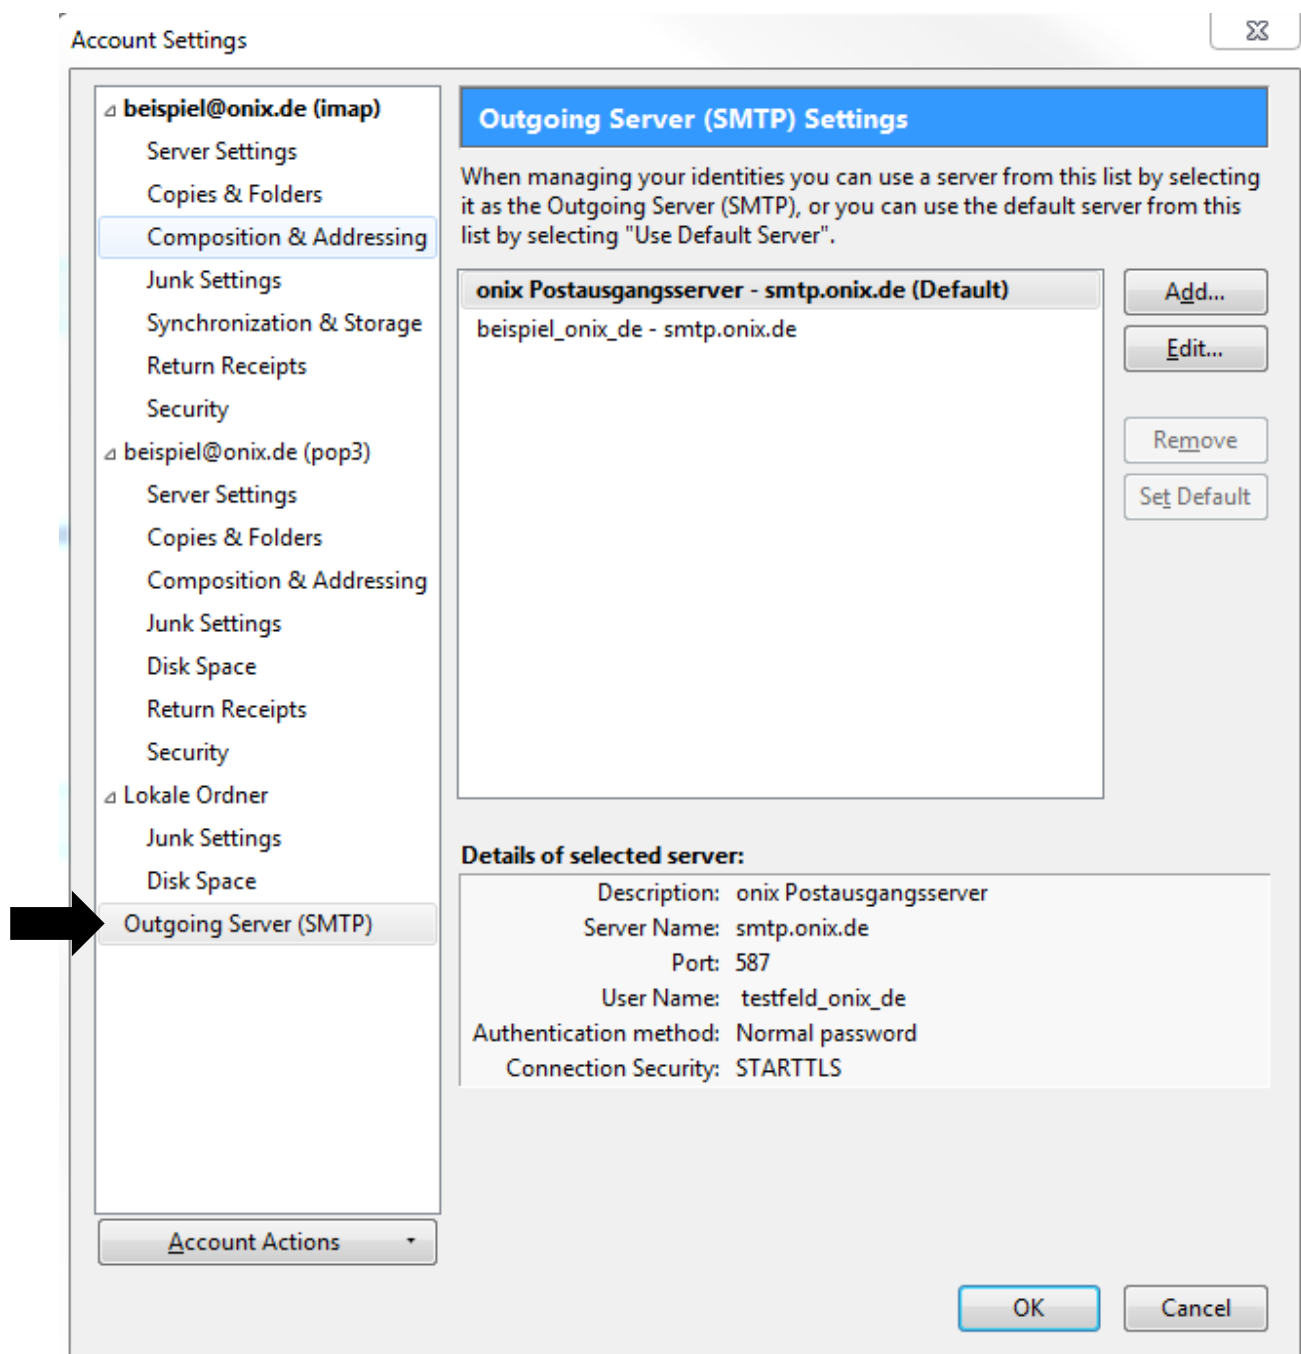 Account Settings
beispiel@onix.de (imap)
Server Settings
Copies & Folders
Composition & Addressing
Junk Settings
Synchronization & Storage
Return Receipts
Security
beispiel@onix.de (pop3)
Server Settings
Copies & Folders
Composition & Addressing
Junk Settings
Disk Space
Return Receipts
Security
Lokale Ordner
Junk Settings
Disk Space
Outgoing Server (SMTP)
Account Actions
Outgoing Server (SMTP) Settings
When managing your identities you can use a server from this list by selecting
it as the Outgoing Server (SMTP), or you can use the default server from this
list by selecting "Use Default Server".
onix Postausgangsserver - smtp.onix.de (Default)
beispiel_onix_de - smtp.onix.de
Add...
Edit...
Remove
Set Default
Details of selected server:
Description: onix Postausgangsserver
Server Name: smtp.onix.de
Port: 587
User Name: testfeld_onix_de
Authentication method: Normal password
Connection Security: STARTTLS
OK
Cancel